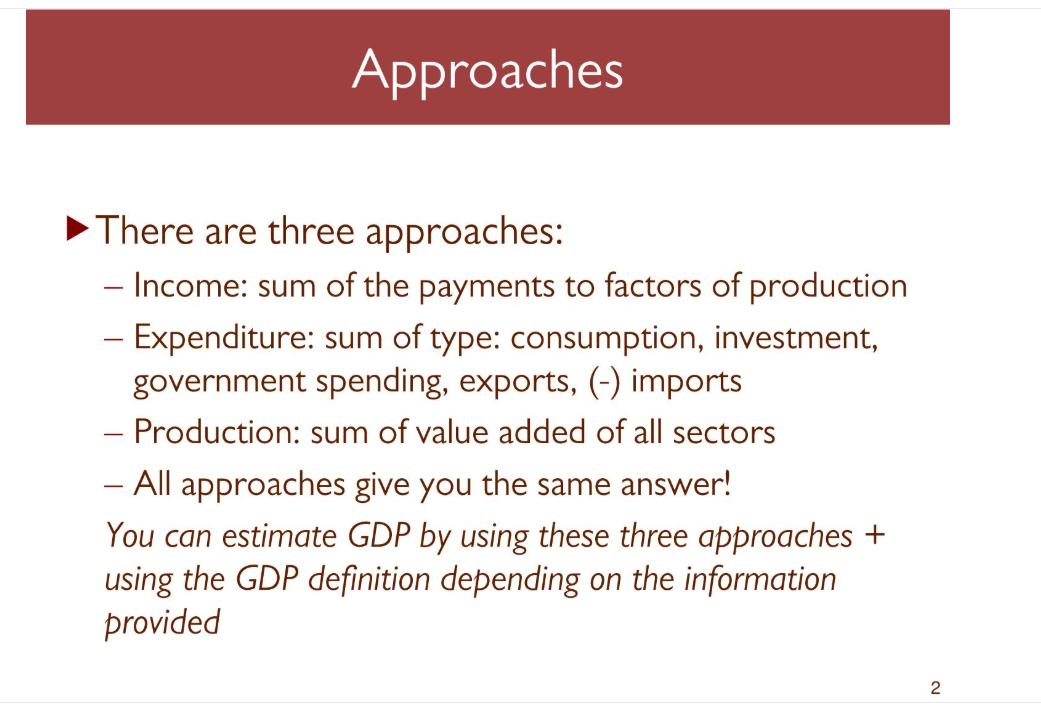 Approaches
▶There are three approaches:
– Income: sum of the payments to factors of production
– Expenditure: sum of type: consumption, investment,
government spending, exports, (-) imports
– Production: sum of value added of all sectors
– All approaches give you the same answer!
You can estimate GDP by using these three approaches +
using the GDP definition depending on the information
provided
2